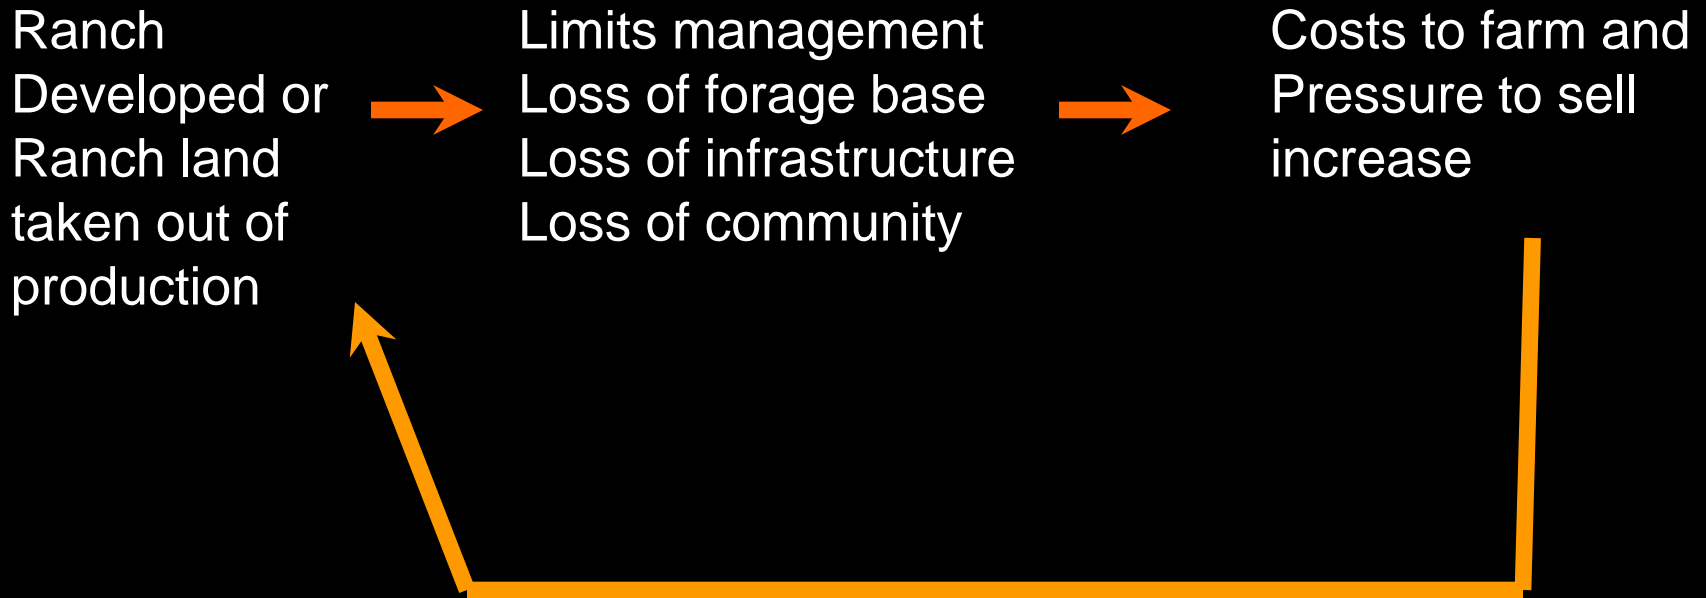 Ranch
Developed or
Ranch land
taken out of
production
Limits management
Loss of forage base
Loss of infrastructure
Loss of community
Costs to farm and
Pressure to sell
increase